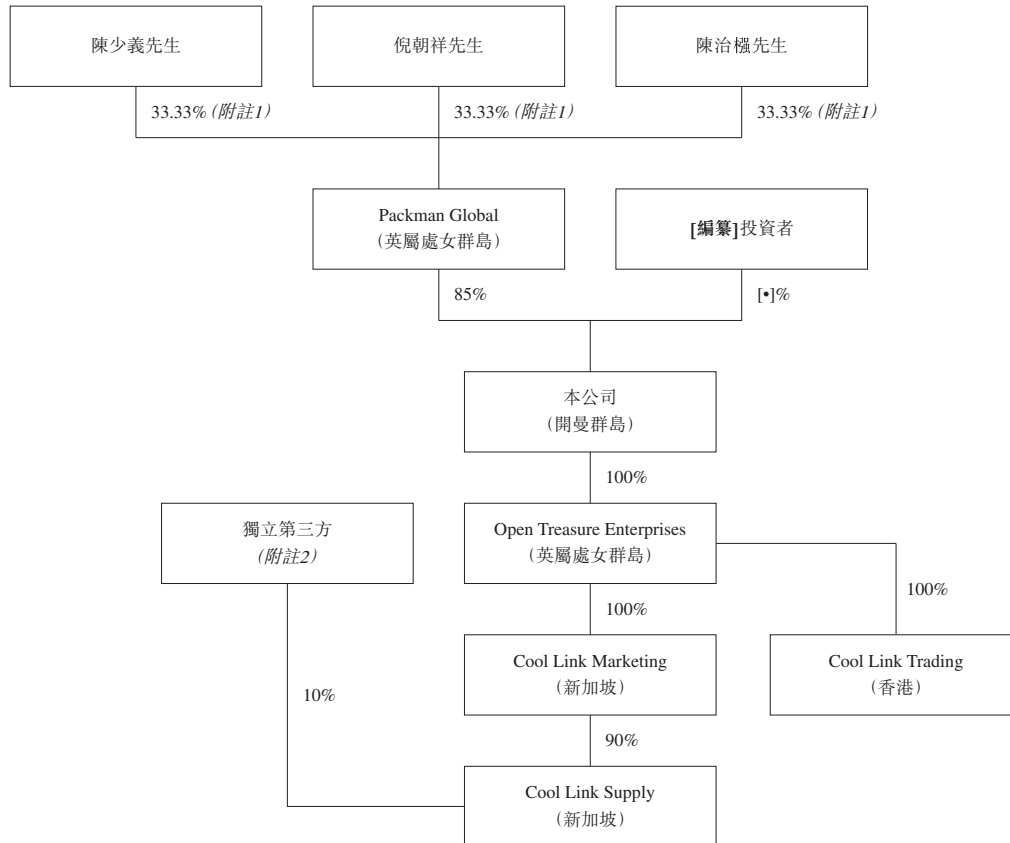 陳少義先生
倪朝祥先生
陳治樞先生
33.33% (附註1)
33.33% (附註1)
33.33% (附註1)
Packman Global
(英屬處女群島)
[編纂]投資者
85%
[•]%
本公司
(開曼群島)
100%
獨立第三方
(附註2)
Open Treasure Enterprises
(英屬處女群島)
100%
100%
10%
Cool Link Marketing
(新加坡)
Cool Link Trading
(香港)
90%
Cool Link Supply
(新加坡)